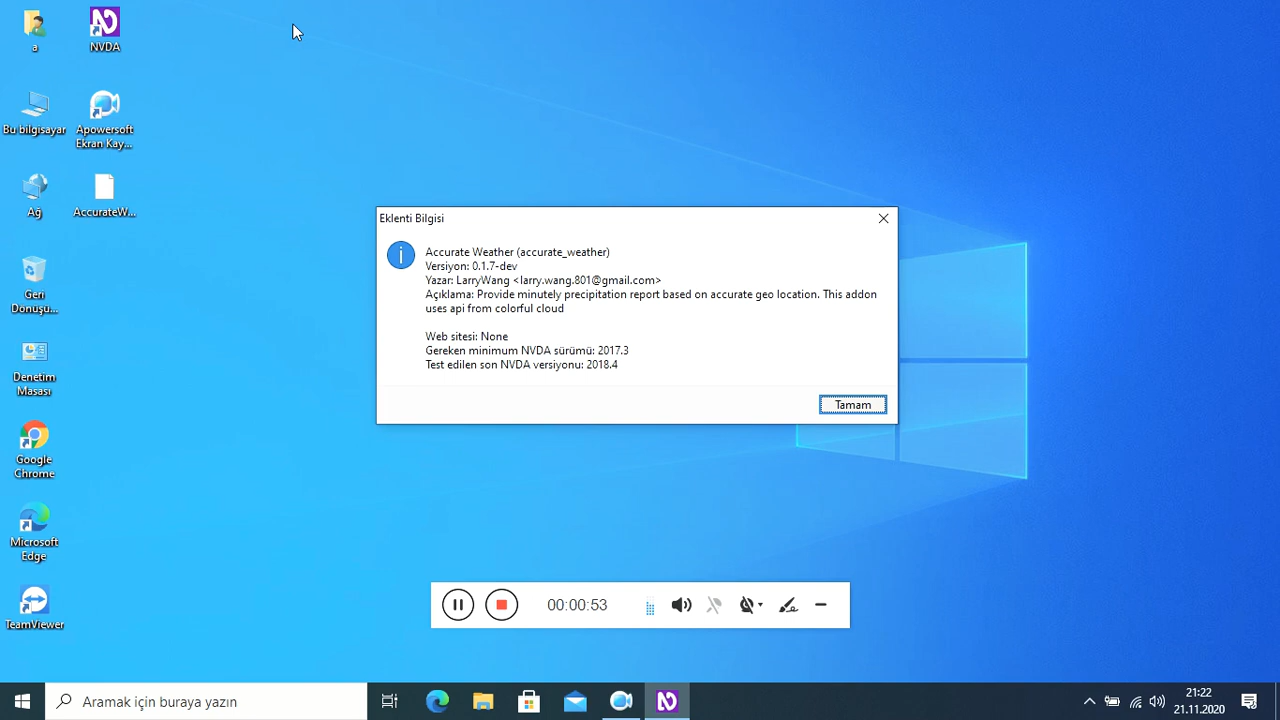 a
NVDA
Bu bilgisayar
Apowersoft
Ekran Kay...
Ağ
AccurateW...
Geri
Dönüşü...
Denetim
Masası
Google
Chrome
Microsoft
Edge
TeamViewer
Eklenti Bilgisi
Accurate Weather (accurate_weather)
Versiyon: 0.1.7-dev
Yazar: LarryWang <larry.wang.801@gmail.com>
Açıklama: Provide minutely precipitation report based on accurate geo location. This addon
uses api from colorful cloud
Web sitesi: None
Gereken minimum NVDA sürümü: 2017.3
Test edilen son NVDA versiyonu: 2018.4
Tamam
00:00:53
Aramak için buraya yazın
21:22
21.11.2020